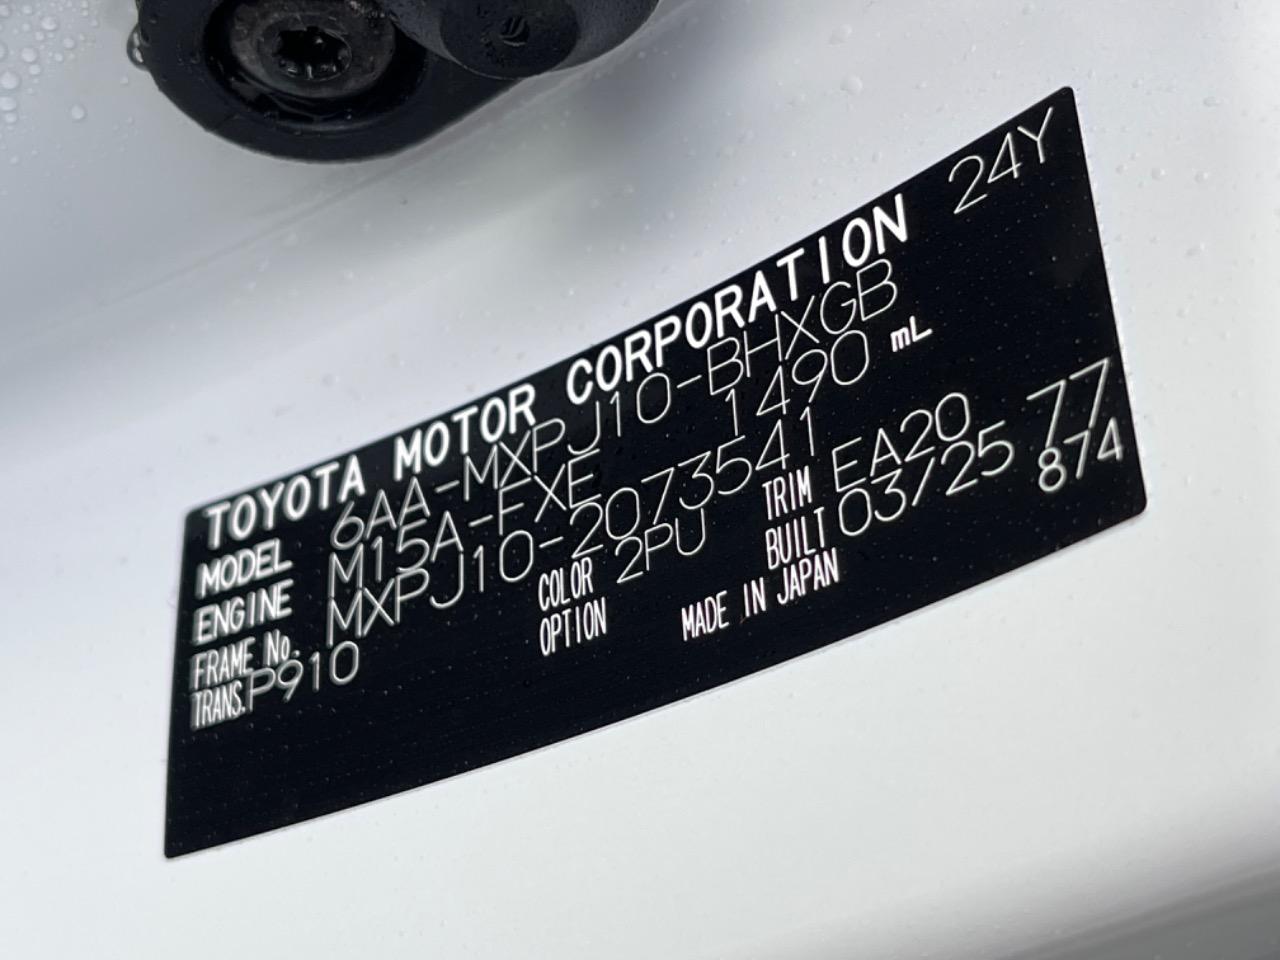 TOYOTA MOTOR CORPORATION 24Y
MODEL 6AA-MXPJ10-BHXGB
ENGINE M15A-FXE 1490 mL
FRAME No. MXPJ10-2073541
TRANS. P910 COLOR 2PU TRIM EA20 77
OPTION BUILT 03/25 874
MADE IN JAPAN